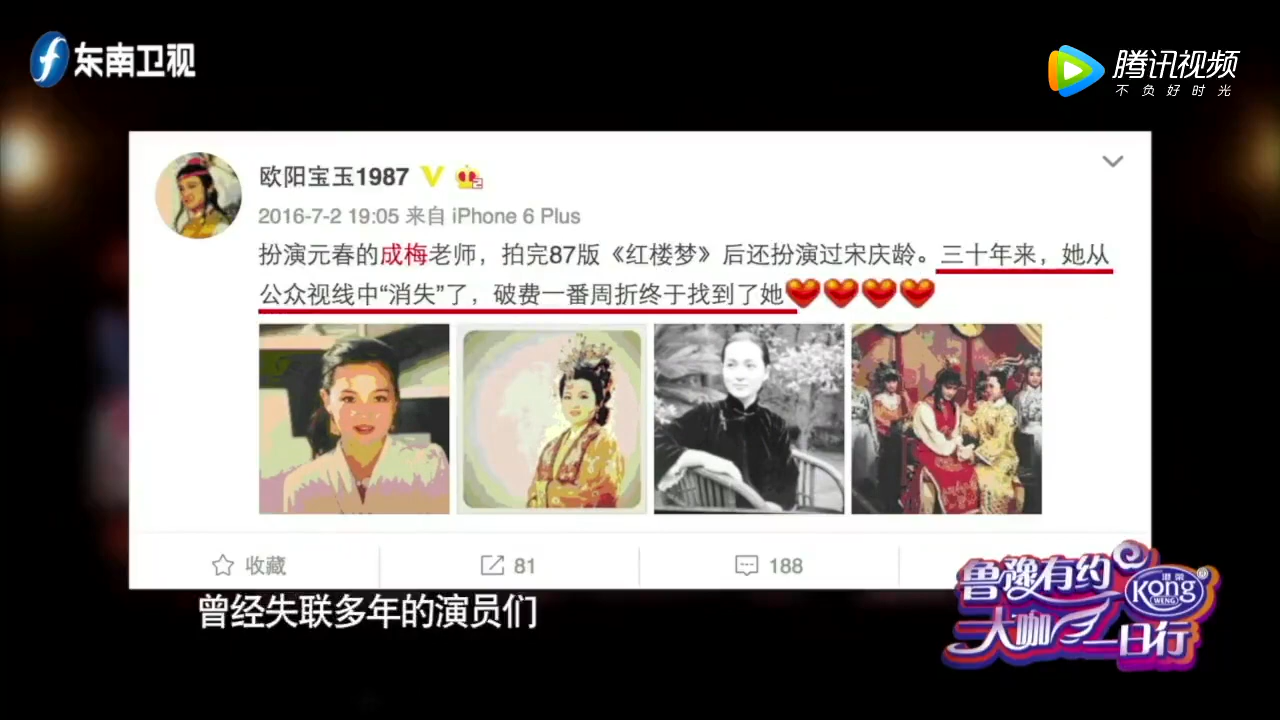 东南卫视
腾讯视频
不负好时光
欧阳宝玉1987
2016-7-2 19:05 来自 iPhone 6 Plus
扮演元春的成梅老师，拍完87版《红楼梦》后还扮演过宋庆龄。三十年来，她从
公众视线中“消失”了，破费一番周折终于找到了她
收藏
81
188
曾经失联多年的演员们
鲁豫有约
大咖一日行
港荣
Kong
WENG